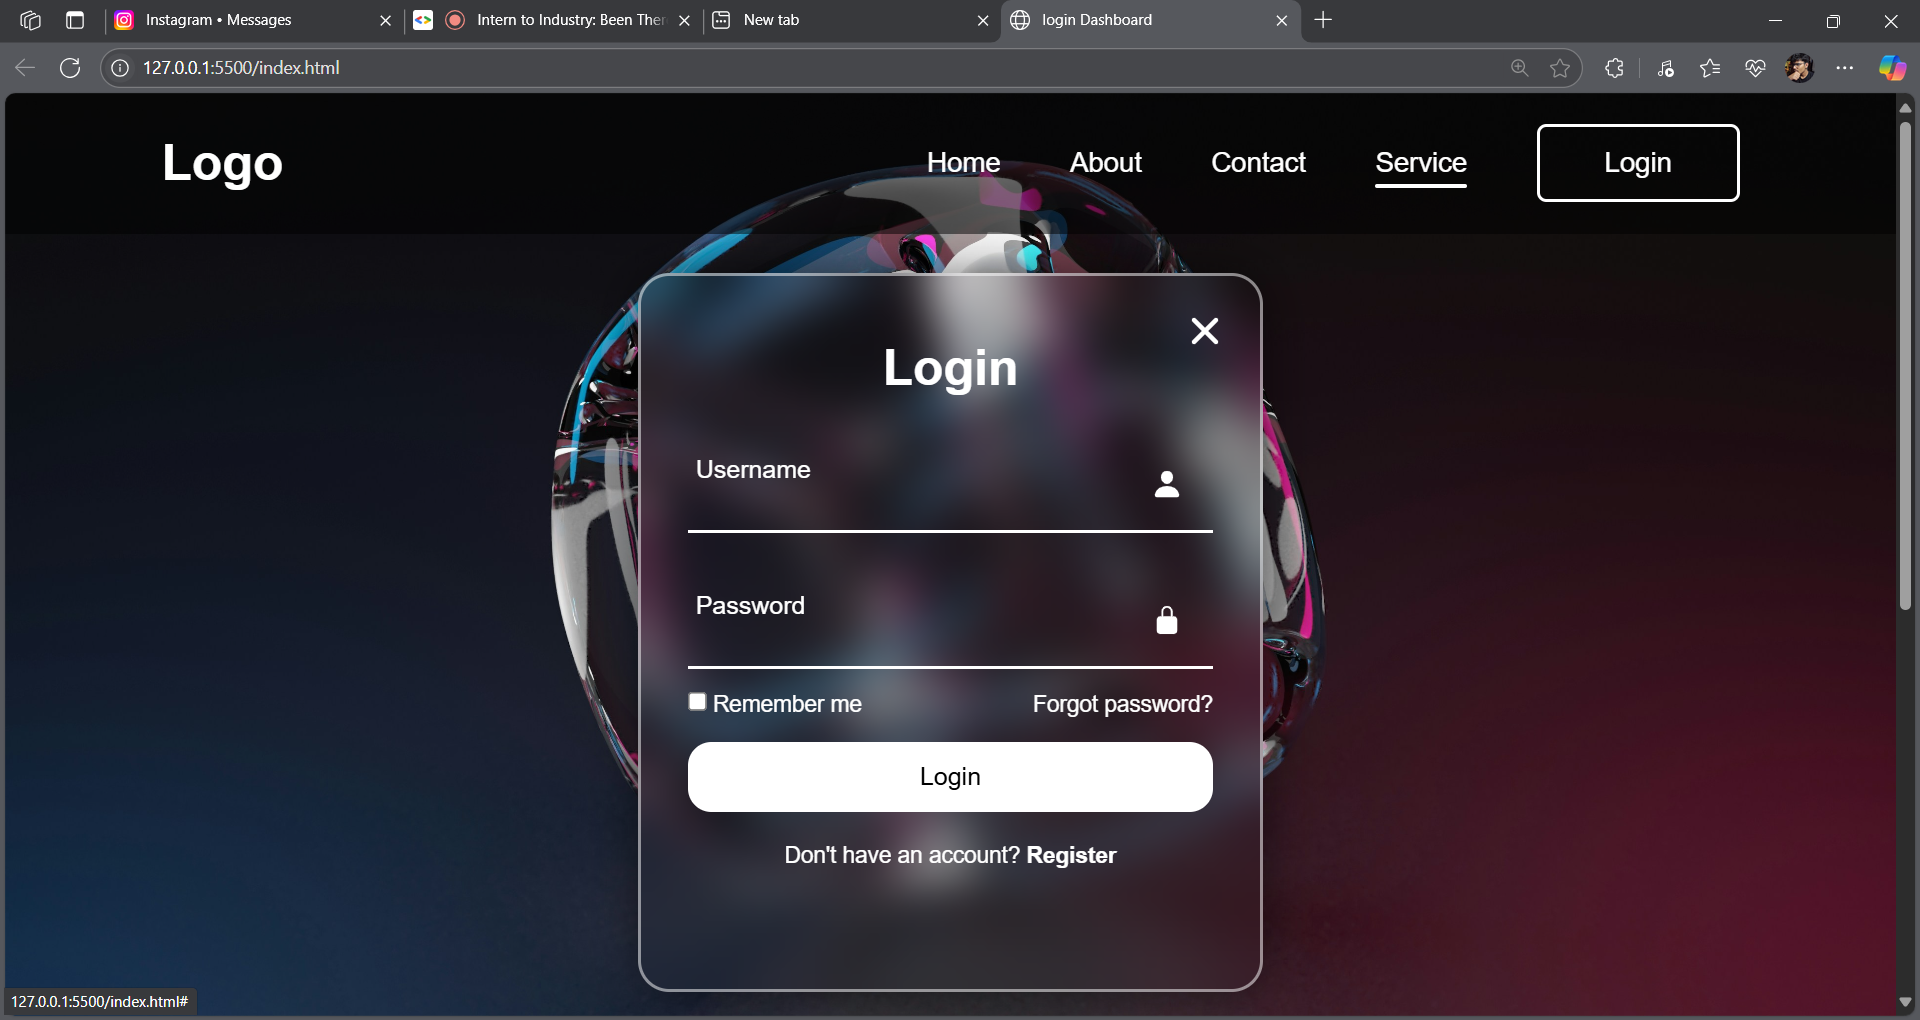 Instagram • Messages
Intern to Industry: Been Ther
New tab
login Dashboard
127.0.0.1:5500/index.html
Logo
Home
About
Contact
Service
Login
Login
Username
Password
Remember me
Forgot password?
Login
Don't have an account? Register
127.0.0.1:5500/index.html#